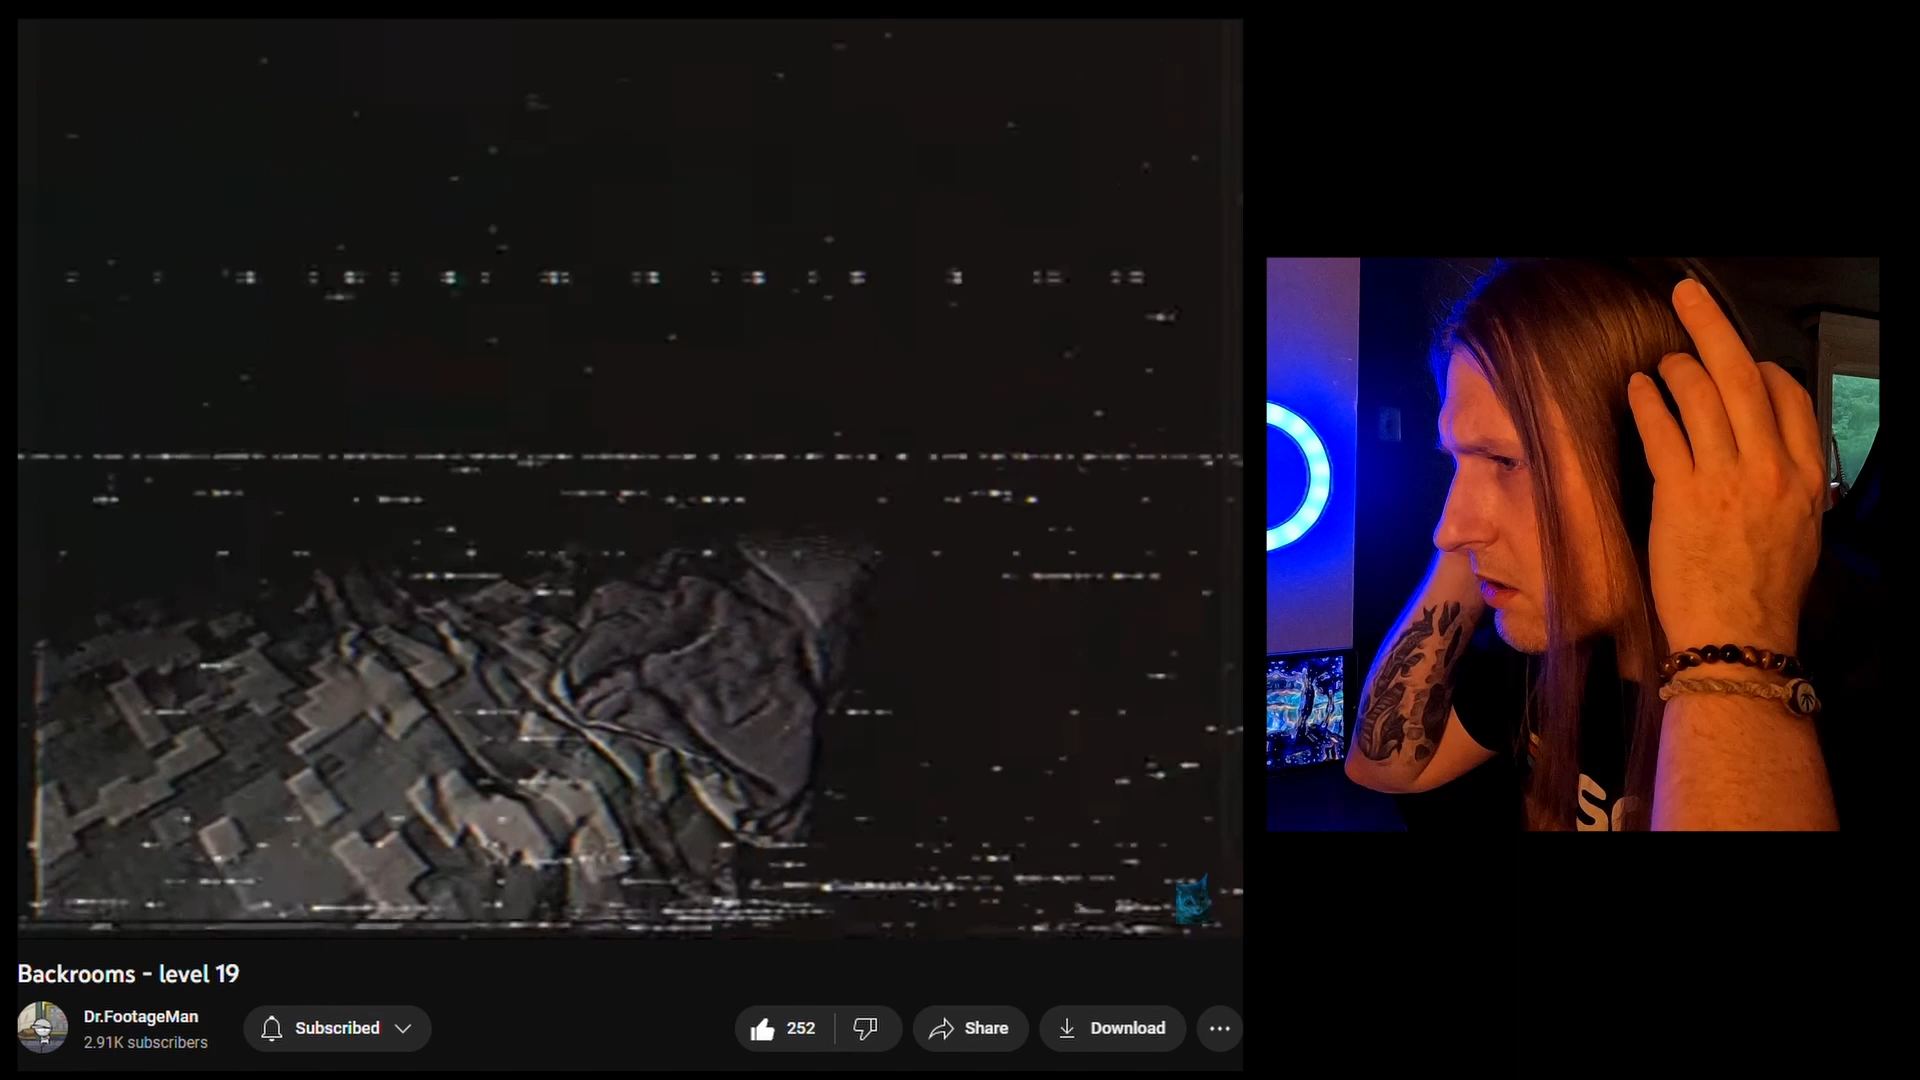 Backrooms - level 19
Dr.FootageMan
2.91K subscribers
Subscribed
252
Share
Download